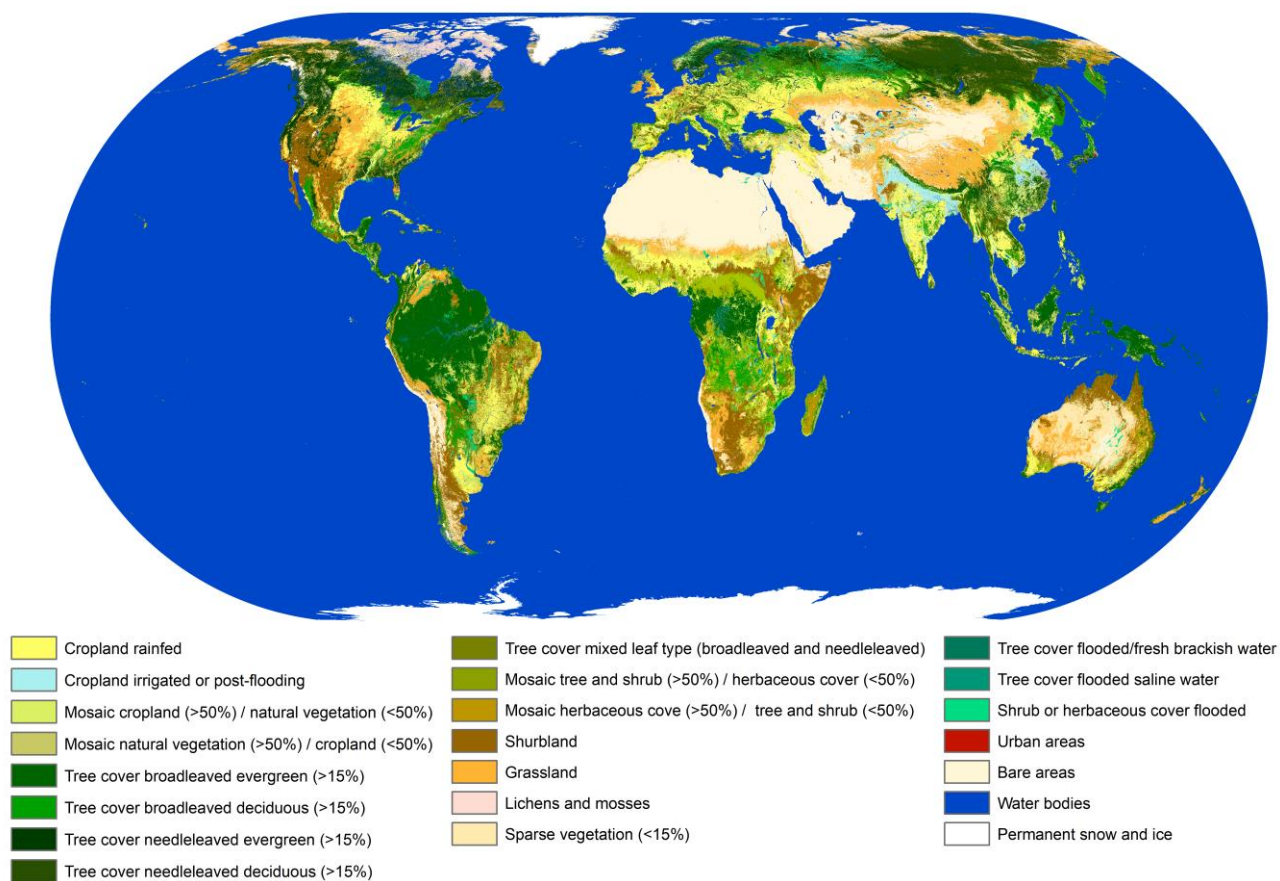 Cropland rainfed
Cropland irrigated or post-flooding
Mosaic cropland (>50%) / natural vegetation (<50%)
Mosaic natural vegetation (>50%) / cropland (<50%)
Tree cover broadleaved evergreen (>15%)
Tree cover broadleaved deciduous (>15%)
Tree cover needleleaved evergreen (>15%)
Tree cover needleleaved deciduous (>15%)
Tree cover mixed leaf type (broadleaved and needleleaved)
Mosaic tree and shrub (>50%) / herbaceous cover (<50%)
Mosaic herbaceous cove (>50%) / tree and shrub (<50%)
Shurbland
Grassland
Lichens and mosses
Sparse vegetation (<15%)
Tree cover flooded/fresh brackish water
Tree cover flooded saline water
Shrub or herbaceous cover flooded
Urban areas
Bare areas
Water bodies
Permanent snow and ice